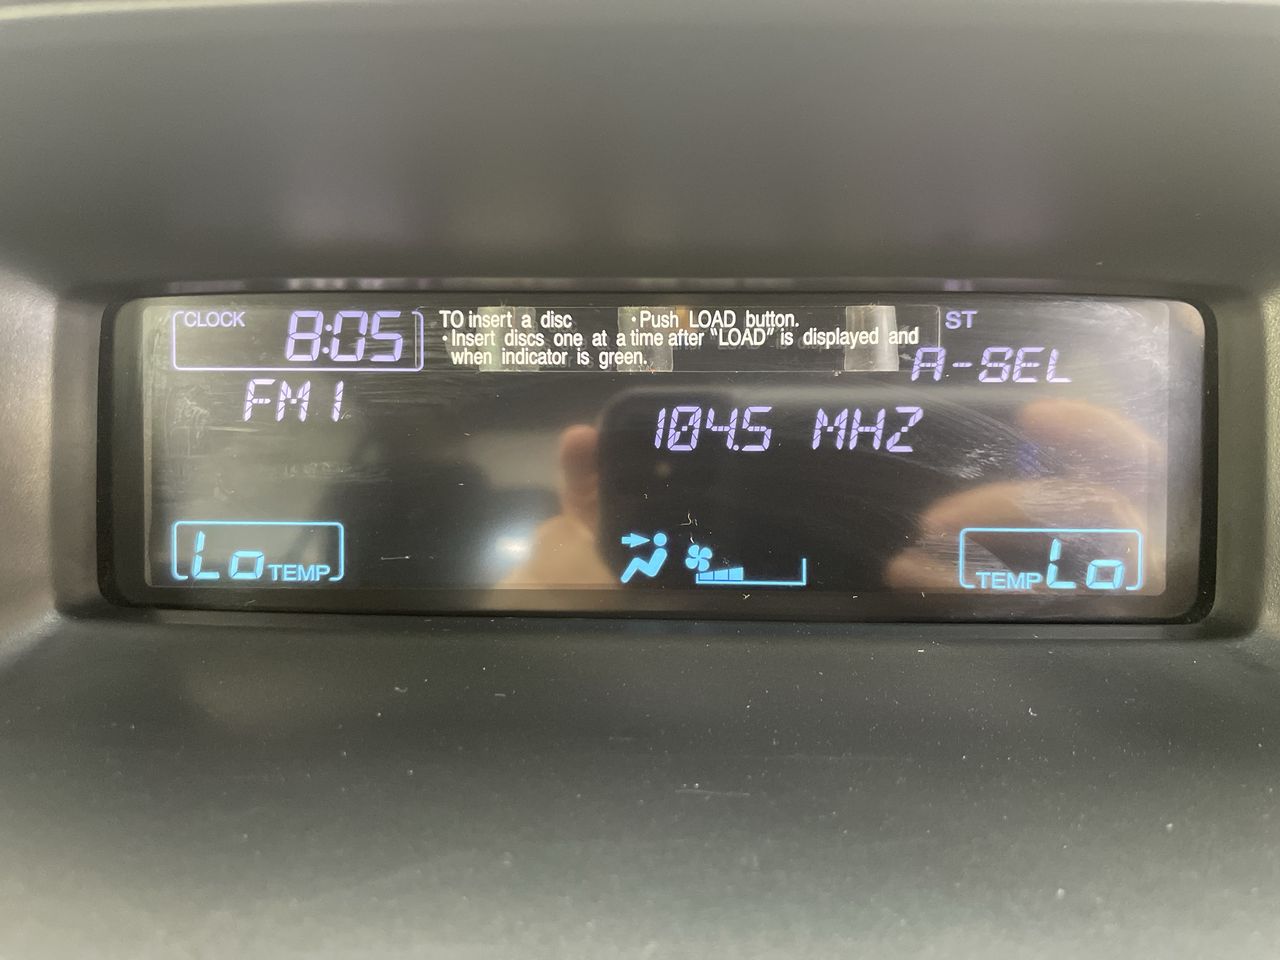 CLOCK 8:05
TO insert a disc
・Push LOAD button.
・Insert discs one at a time after "LOAD" is displayed and
when indicator is green.
ST
A-SEL
FM1
104.5 MHZ
Lo TEMP
TEMP Lo